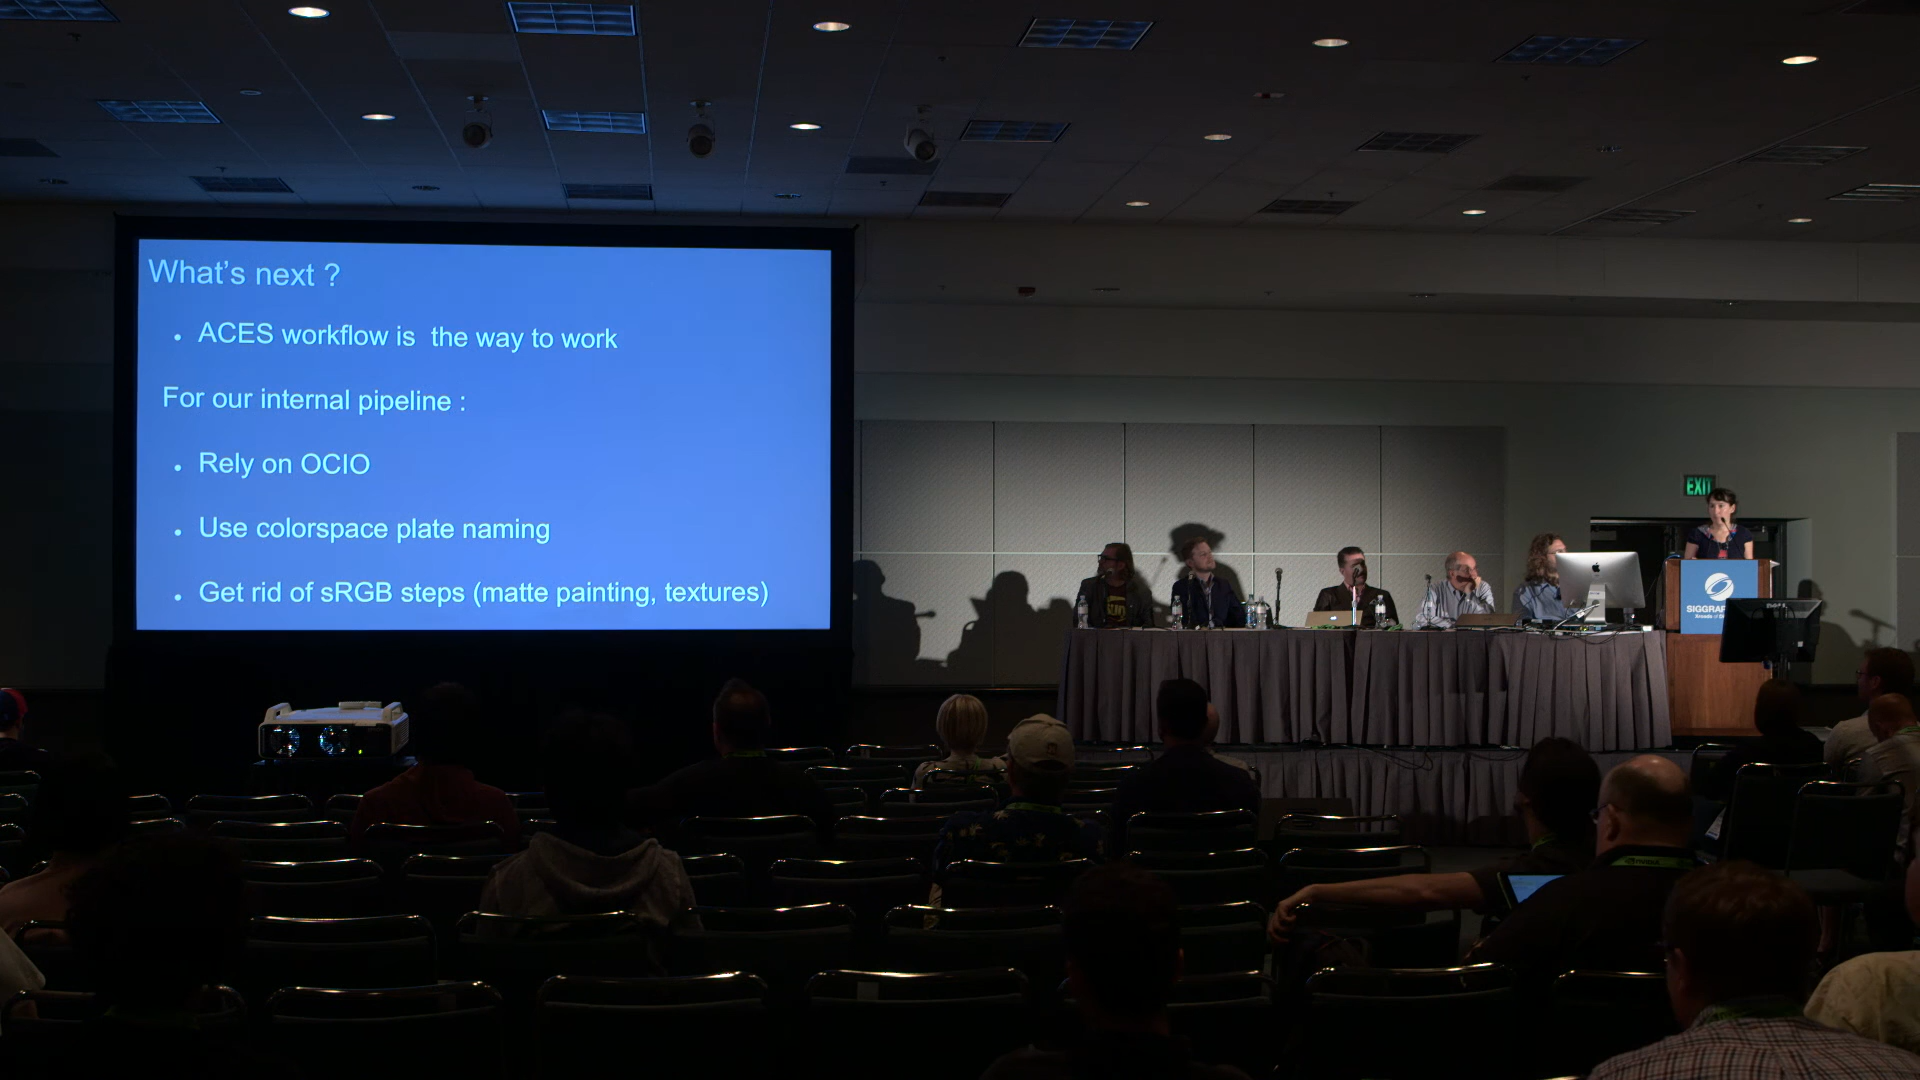 What's next ?
• ACES workflow is  the way to work
For our internal pipeline :
• Rely on OCIO
• Use colorspace plate naming
• Get rid of sRGB steps (matte painting, textures)
EXIT